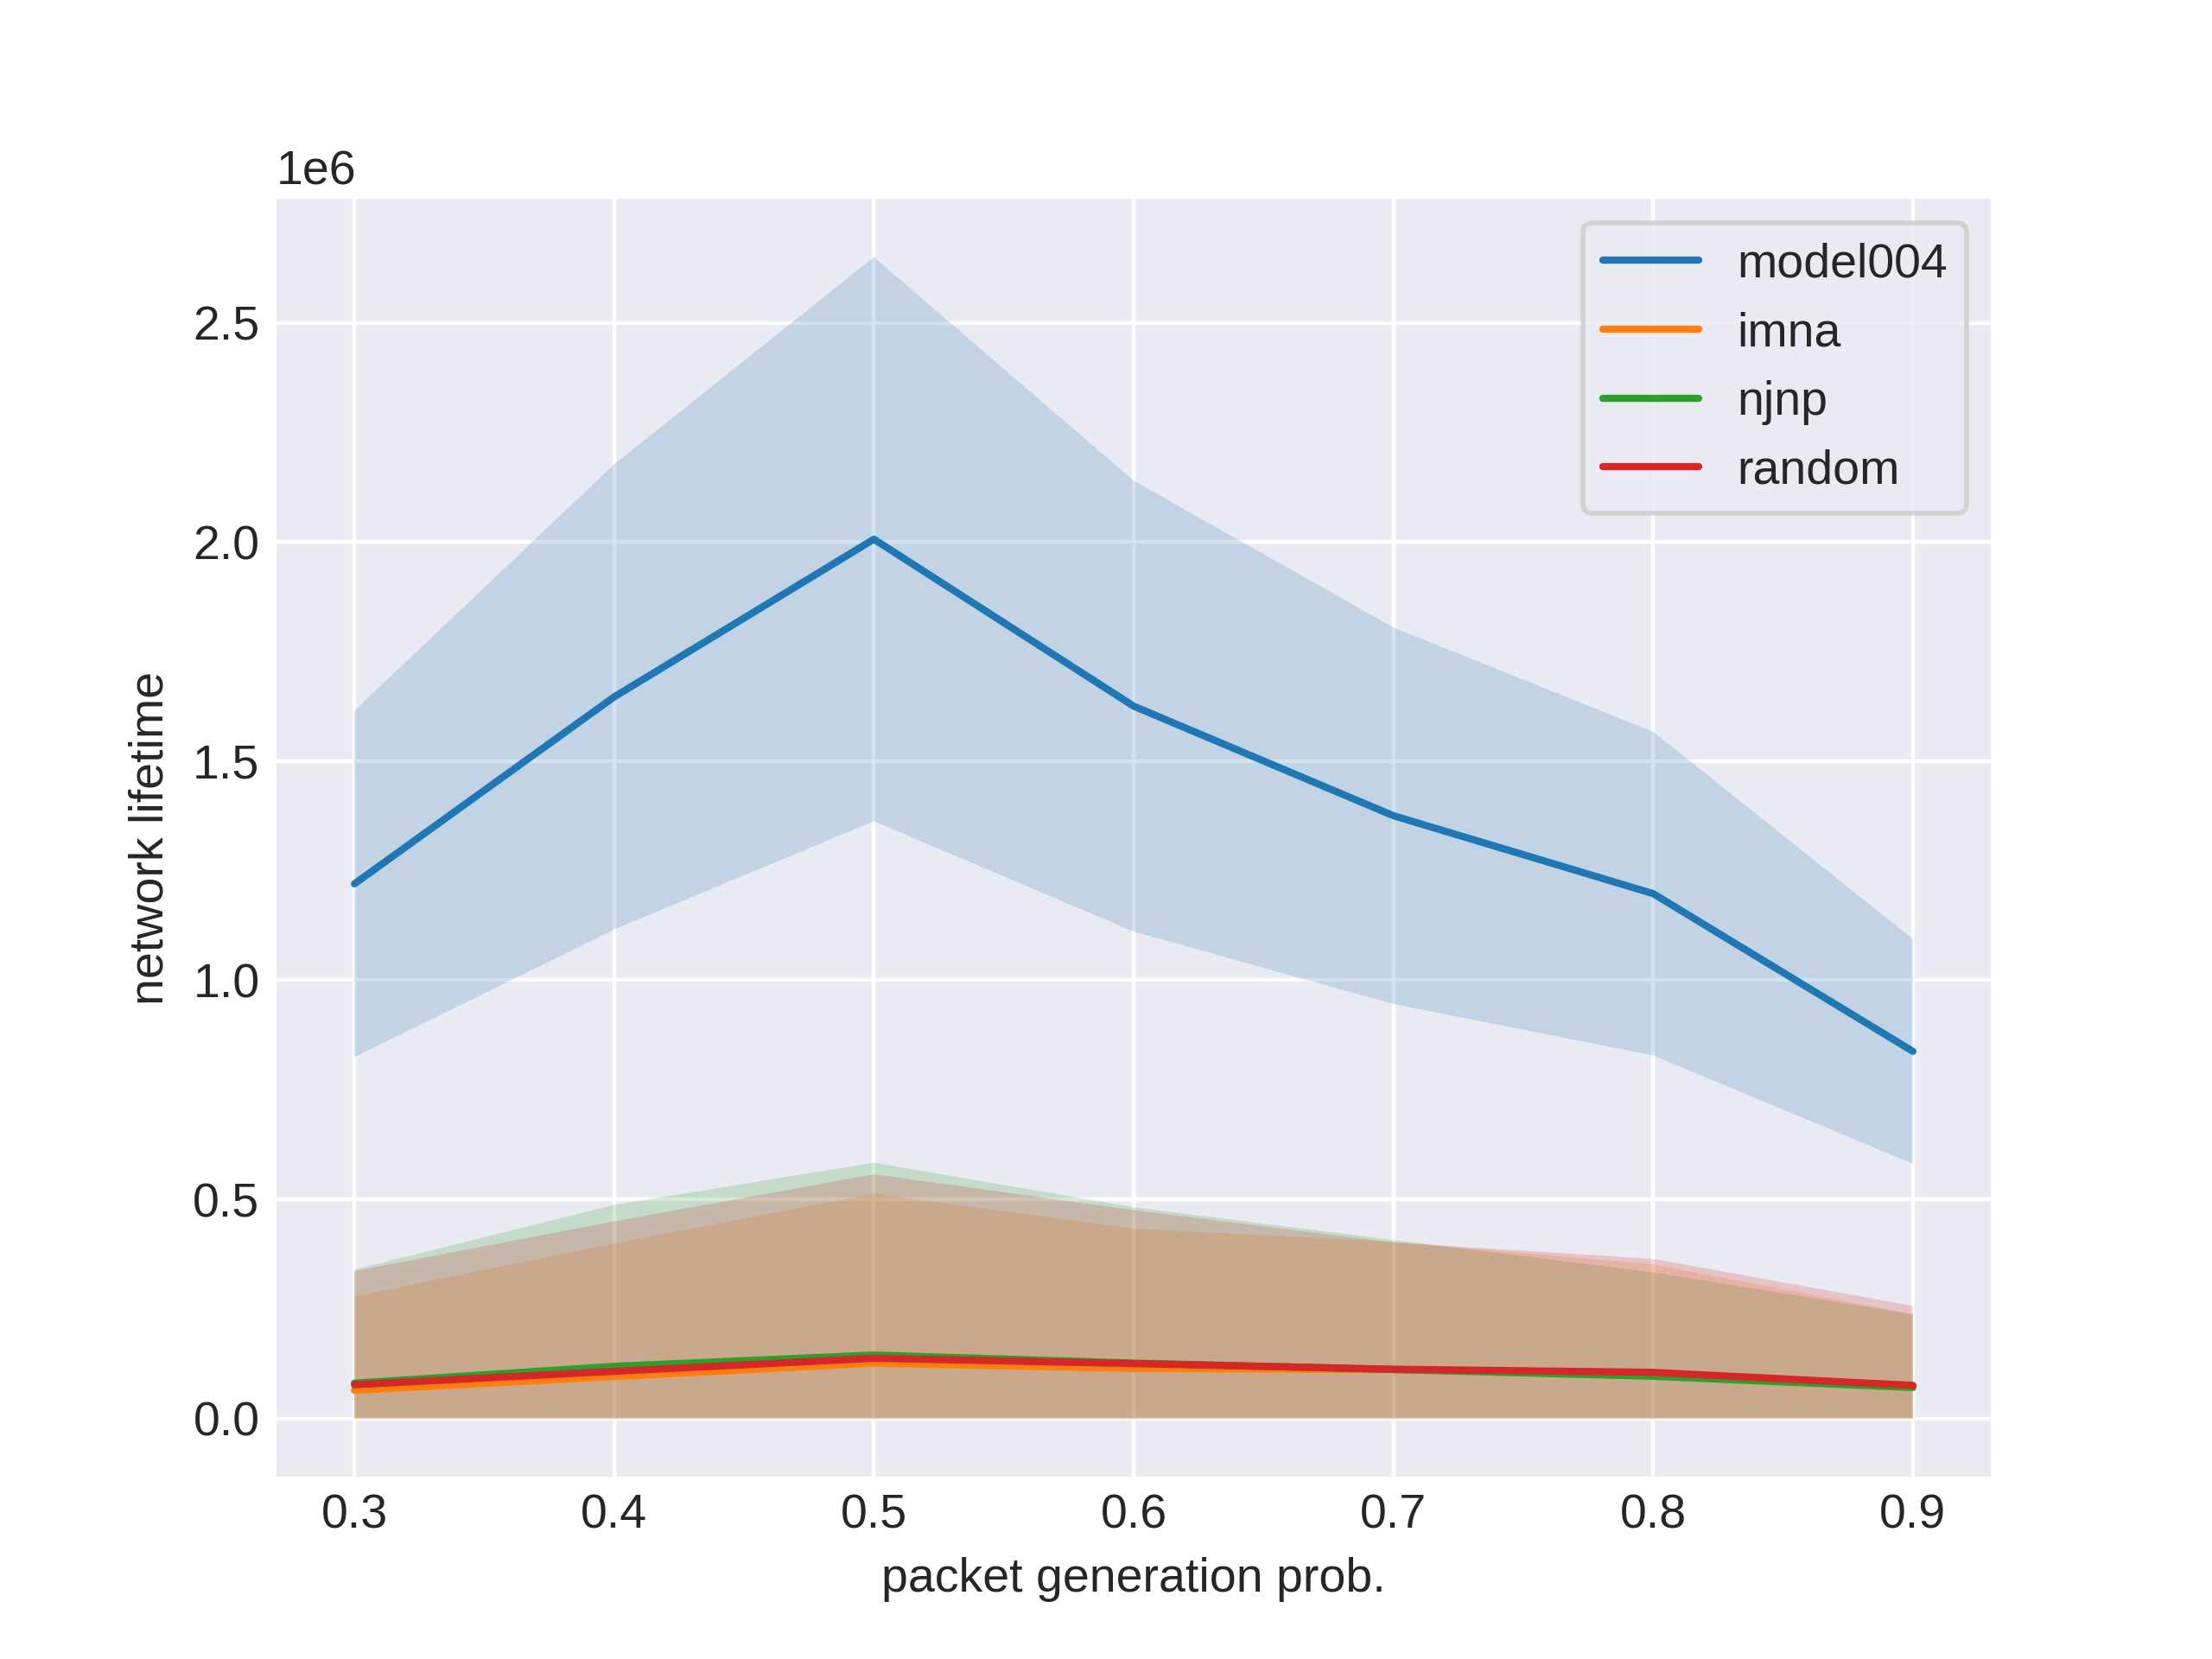 1e6
model004
imna
njnp
random
2.5
2.0
1.5
1.0
0.5
0.0
network lifetime
0.3 0.4 0.5 0.6 0.7 0.8 0.9
packet generation prob.